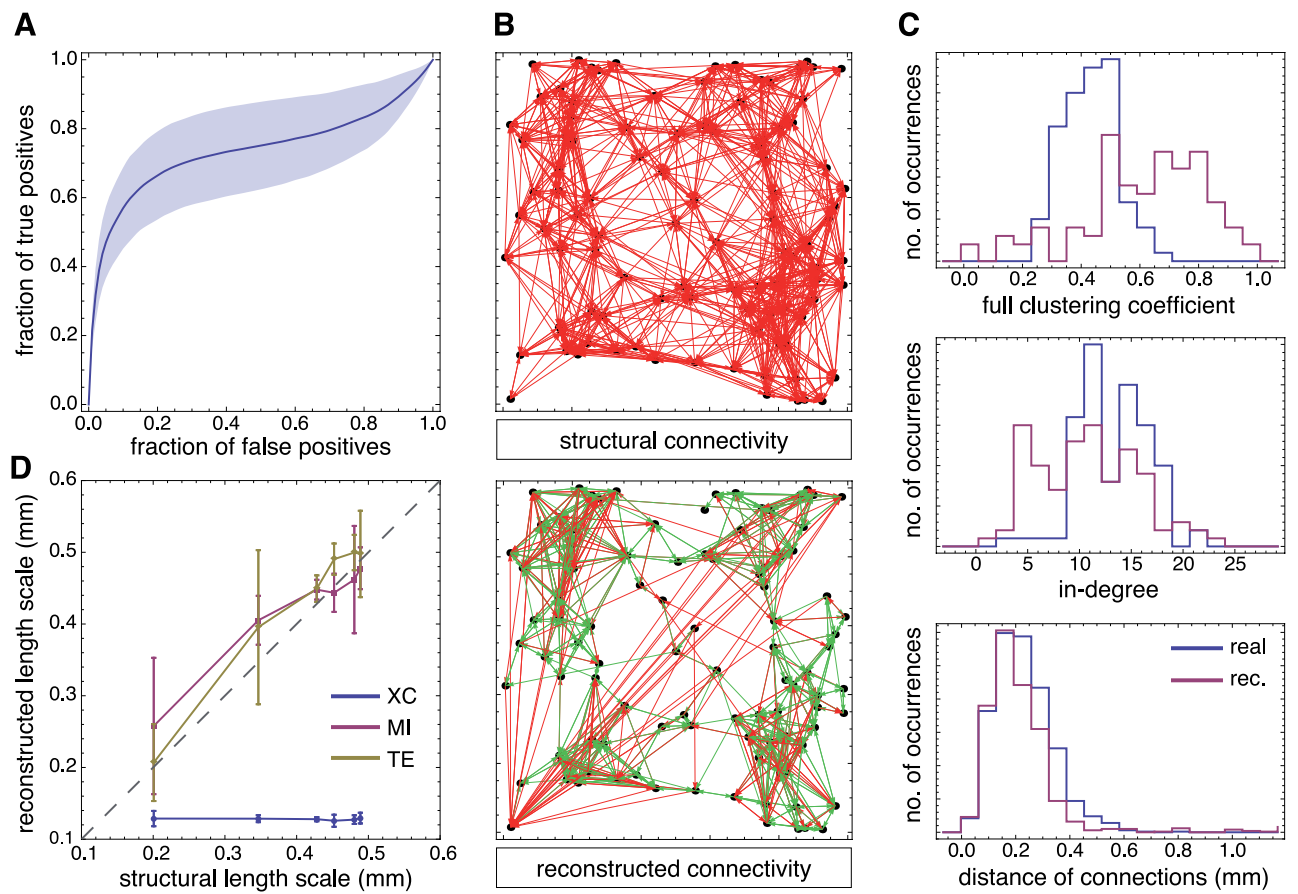 A
1.0
0.8
0.6
0.4
0.2
0.0
fraction of true positives
0.0 0.2 0.4 0.6 0.8 1.0
fraction of false positives
B
structural connectivity
reconstructed connectivity
C
no. of occurrences
0.0 0.2 0.4 0.6 0.8 1.0
full clustering coefficient
no. of occurrences
0 5 10 15 20 25
in-degree
no. of occurrences
real
rec.
0.0 0.2 0.4 0.6 0.8 1.0
distance of connections (mm)
D
0.6
0.5
0.4
0.3
0.2
0.1
reconstructed length scale (mm)
XC
MI
TE
0.1 0.2 0.3 0.4 0.5 0.6
structural length scale (mm)